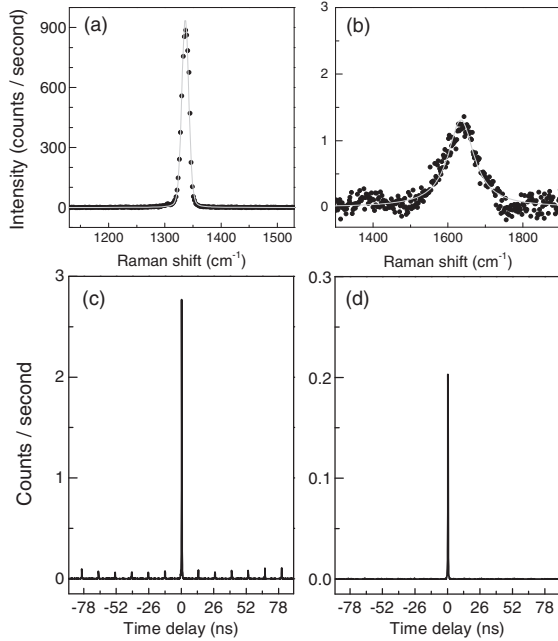 (a)
(b)
Intensity (counts / second)
900
600
300
0
3
2
1
0
1200 1300 1400 1500
1400 1600 1800
Raman shift (cm⁻¹)
Raman shift (cm⁻¹)
(c)
(d)
Counts / second
3
2
1
0
0.3
0.2
0.1
0.0
-78 -52 -26 0 26 52 78
-78 -52 -26 0 26 52 78
Time delay (ns)
Time delay (ns)